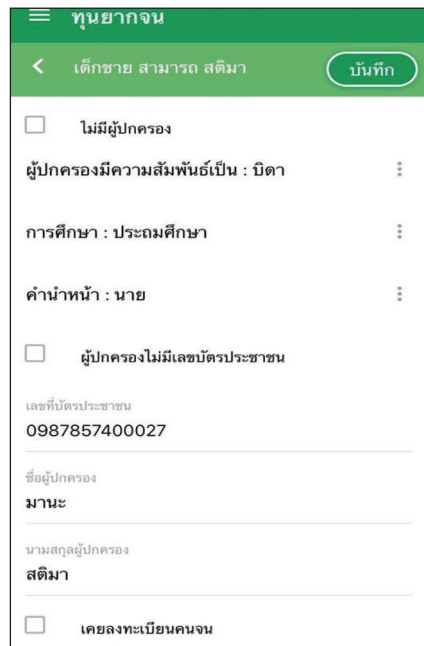 ทุนยากจน
เด็กชาย สามารถ สติมา
บันทึก
ไม่มีผู้ปกครอง
ผู้ปกครองมีความสัมพันธ์เป็น : บิดา
การศึกษา : ประถมศึกษา
คำนำหน้า : นาย
ผู้ปกครองไม่มีเลขบัตรประชาชน
เลขที่บัตรประชาชน
0987857400027
ชื่อผู้ปกครอง
มานะ
นามสกุลผู้ปกครอง
สติมา
เคยลงทะเบียนคนจน